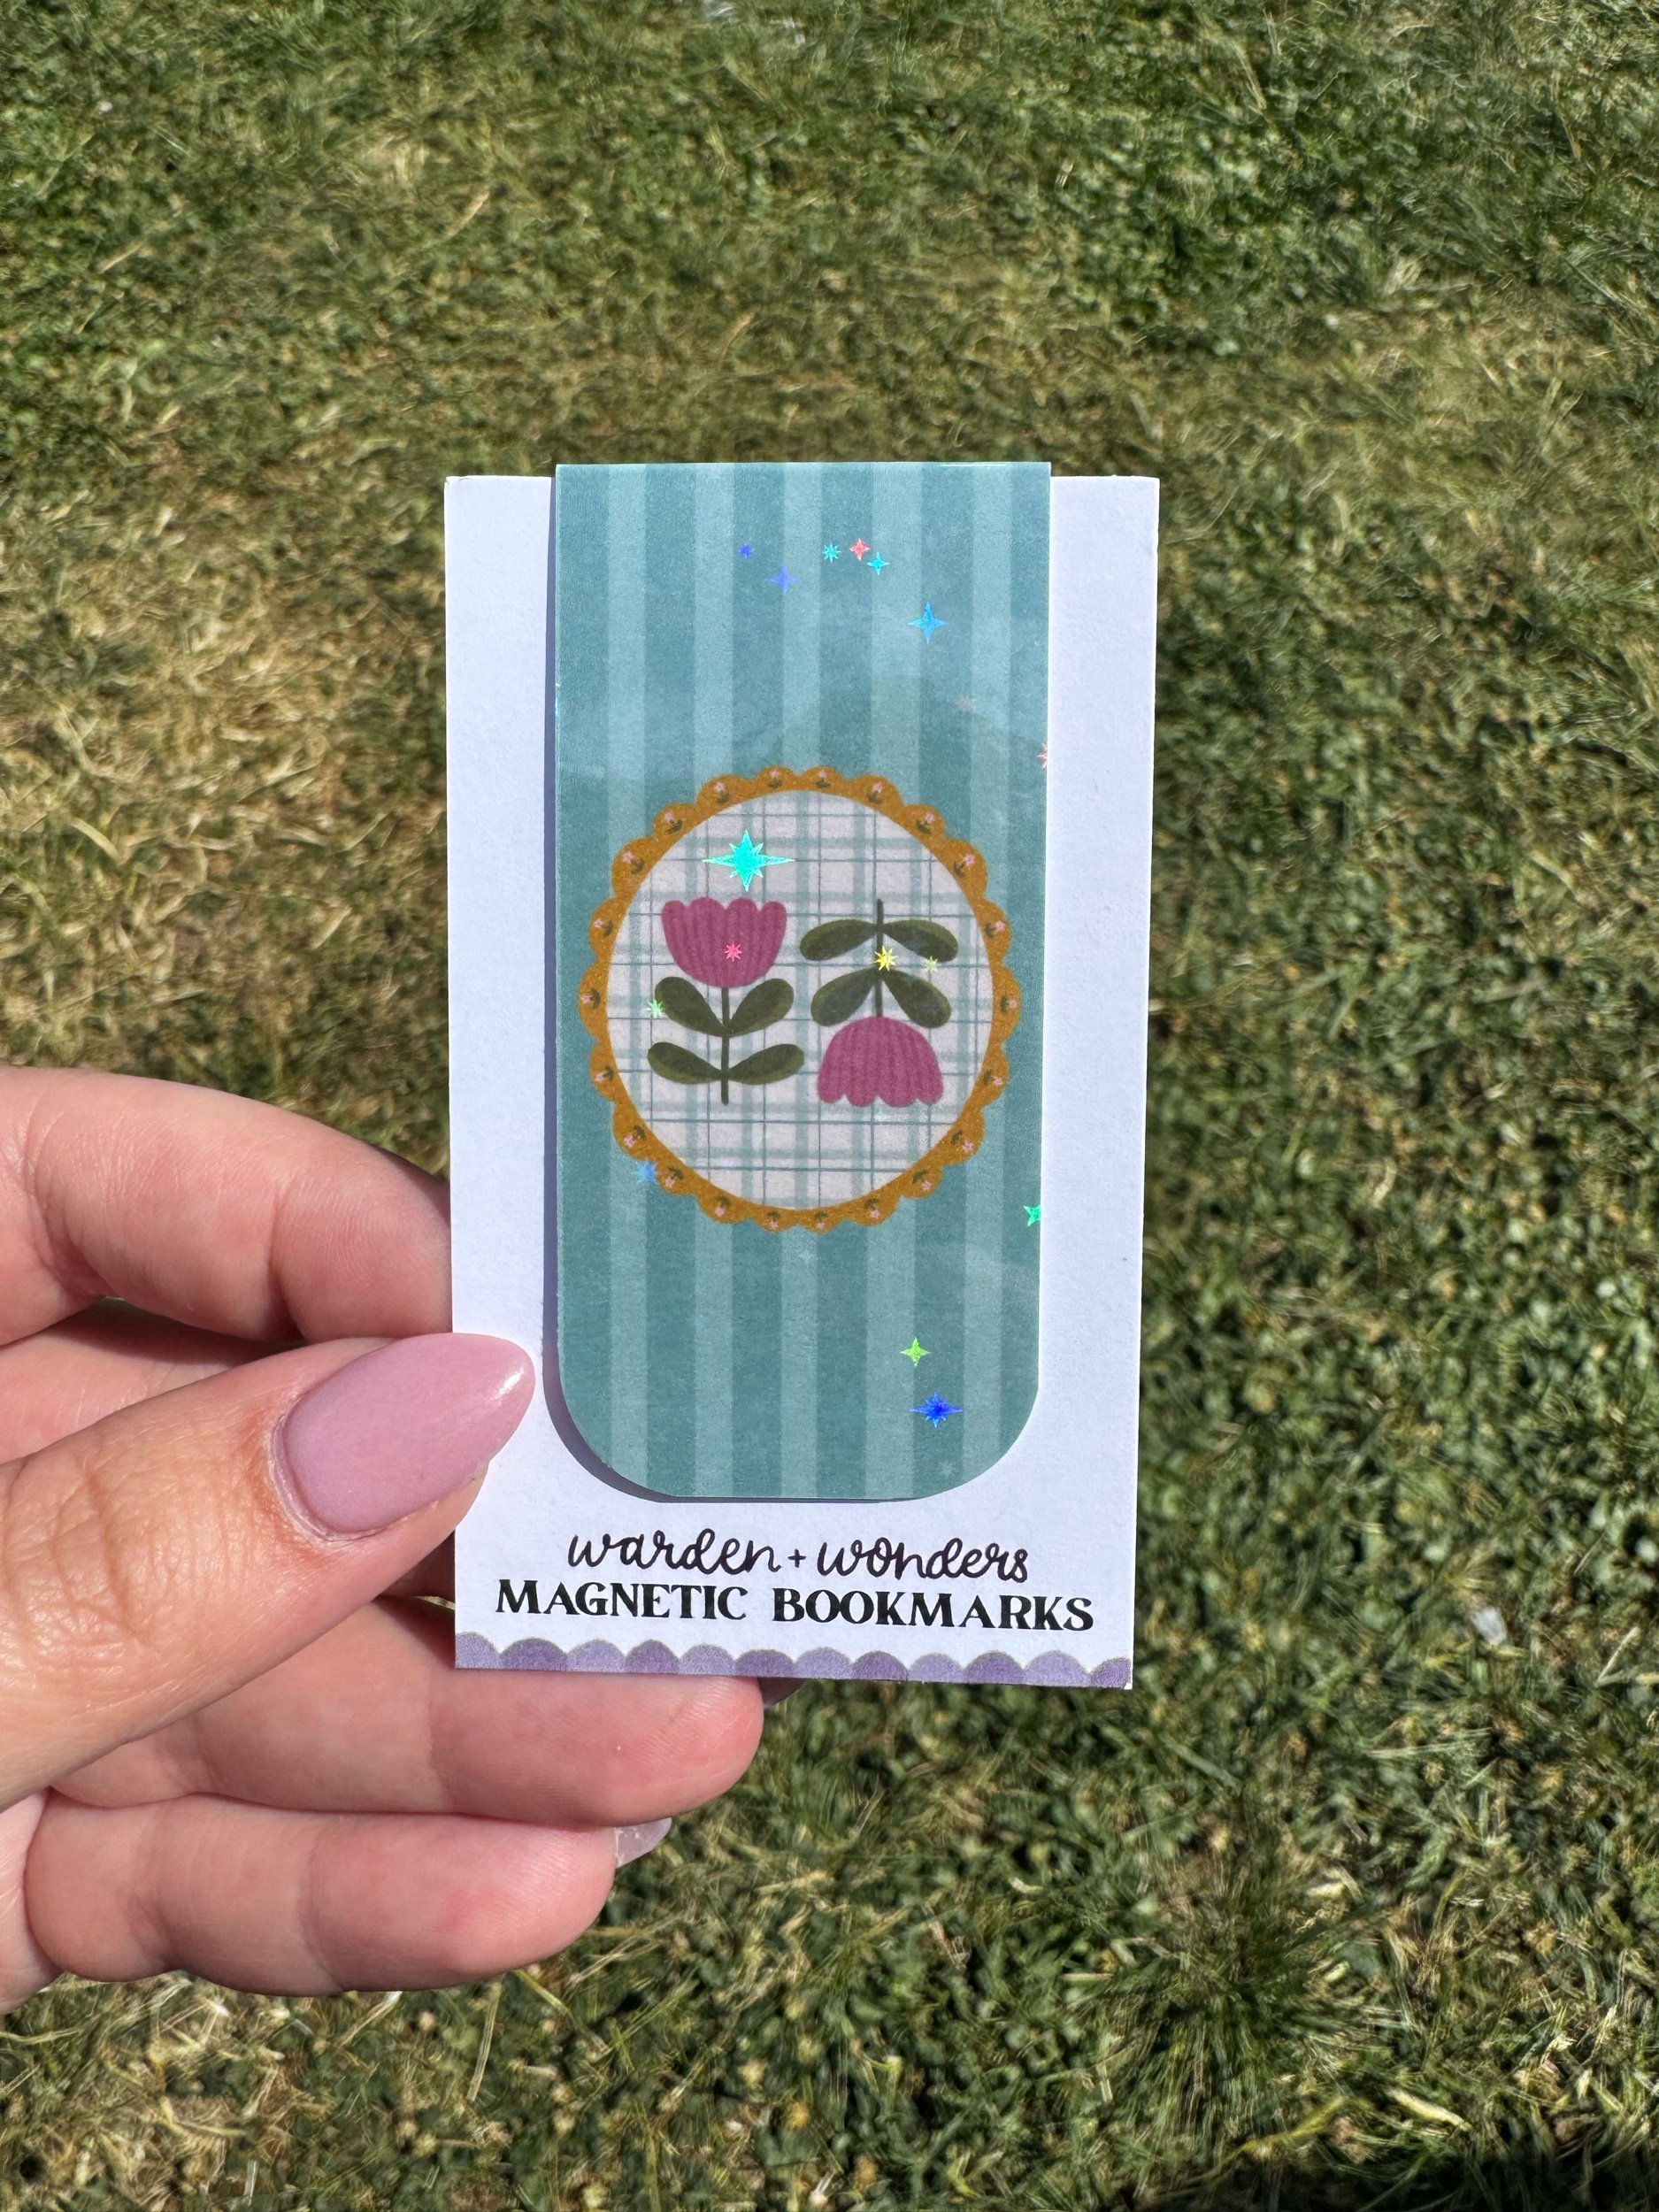 warden + wonders
MAGNETIC BOOKMARKS